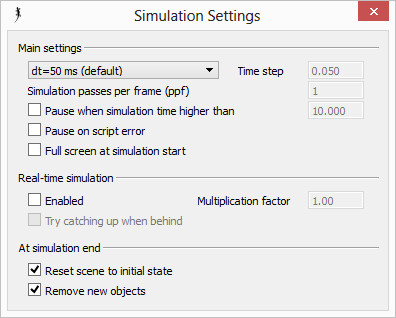 Simulation Settings
Main settings
dt=50 ms (default) Time step 0.050
Simulation passes per frame (ppf) 1
Pause when simulation time higher than 10.000
Pause on script error
Full screen at simulation start
Real-time simulation
Enabled Multiplication factor 1.00
Try catching up when behind
At simulation end
Reset scene to initial state
Remove new objects